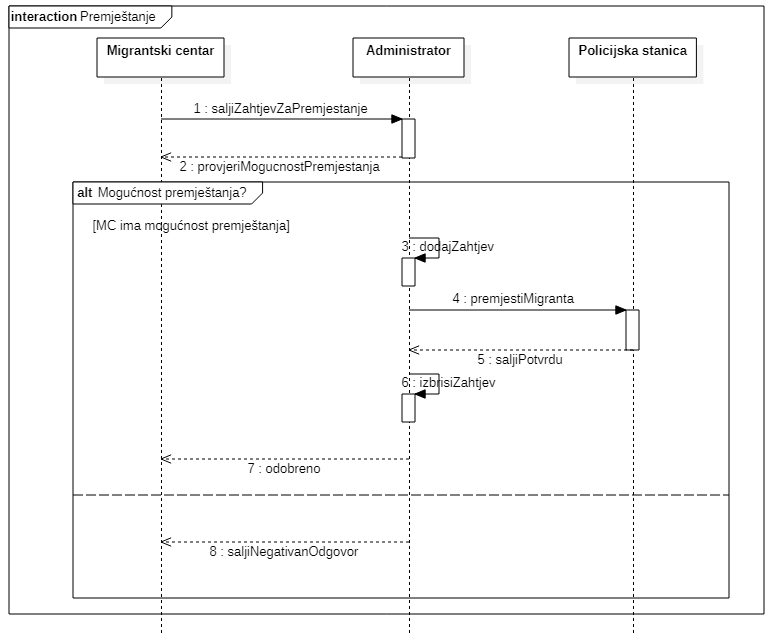 interaction Premještanje
Migrantski centar
Administrator
Policijska stanica
1 : saljiZahtjevZaPremjestanje
2 : provjeriMogucnostPremjestanja
alt Mogućnost premještanja?
[MC ima mogućnost premještanja]
3 : dodajZahtjev
4 : premjestiMigranta
5 : saljiPotvrdu
6 : izbrisiZahtjev
7 : odobreno
8 : saljiNegativanOdgovor